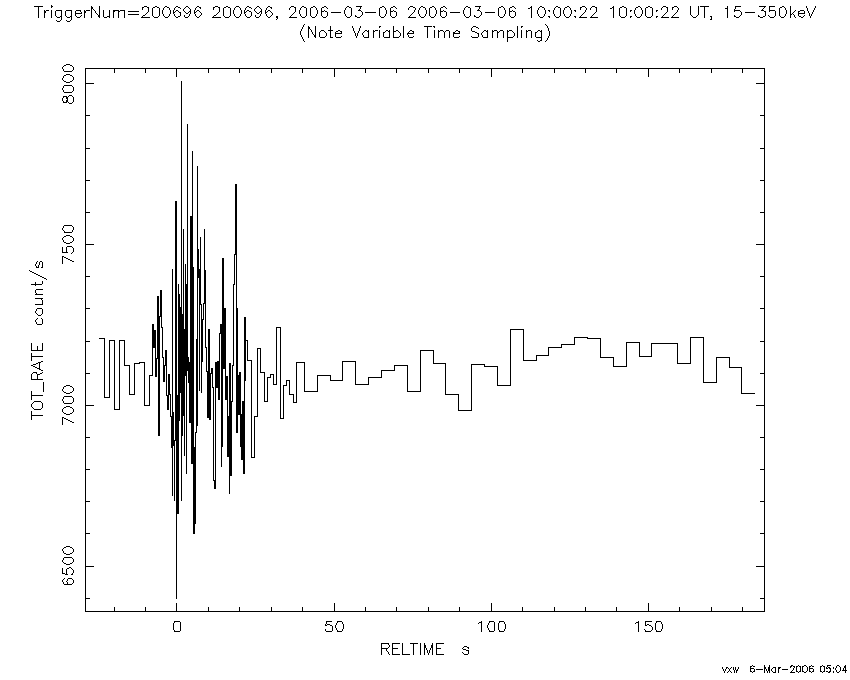 TriggerNum=200696 200696, 2006-03-06 2006-03-06 10:00:22 10:00:22 UT, 15-350keV
(Note Variable Time Sampling)
8000
7500
7000
6500
TOT_RATE count/s
0 50 100 150
RELTIME s
vxw 6-Mar-2006 05:04